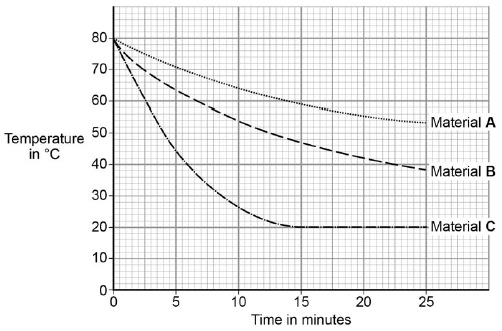 80
70
60
50
40
30
20
10
0
Temperature
in °C
Material A
Material B
Material C
0 5 10 15 20 25
Time in minutes